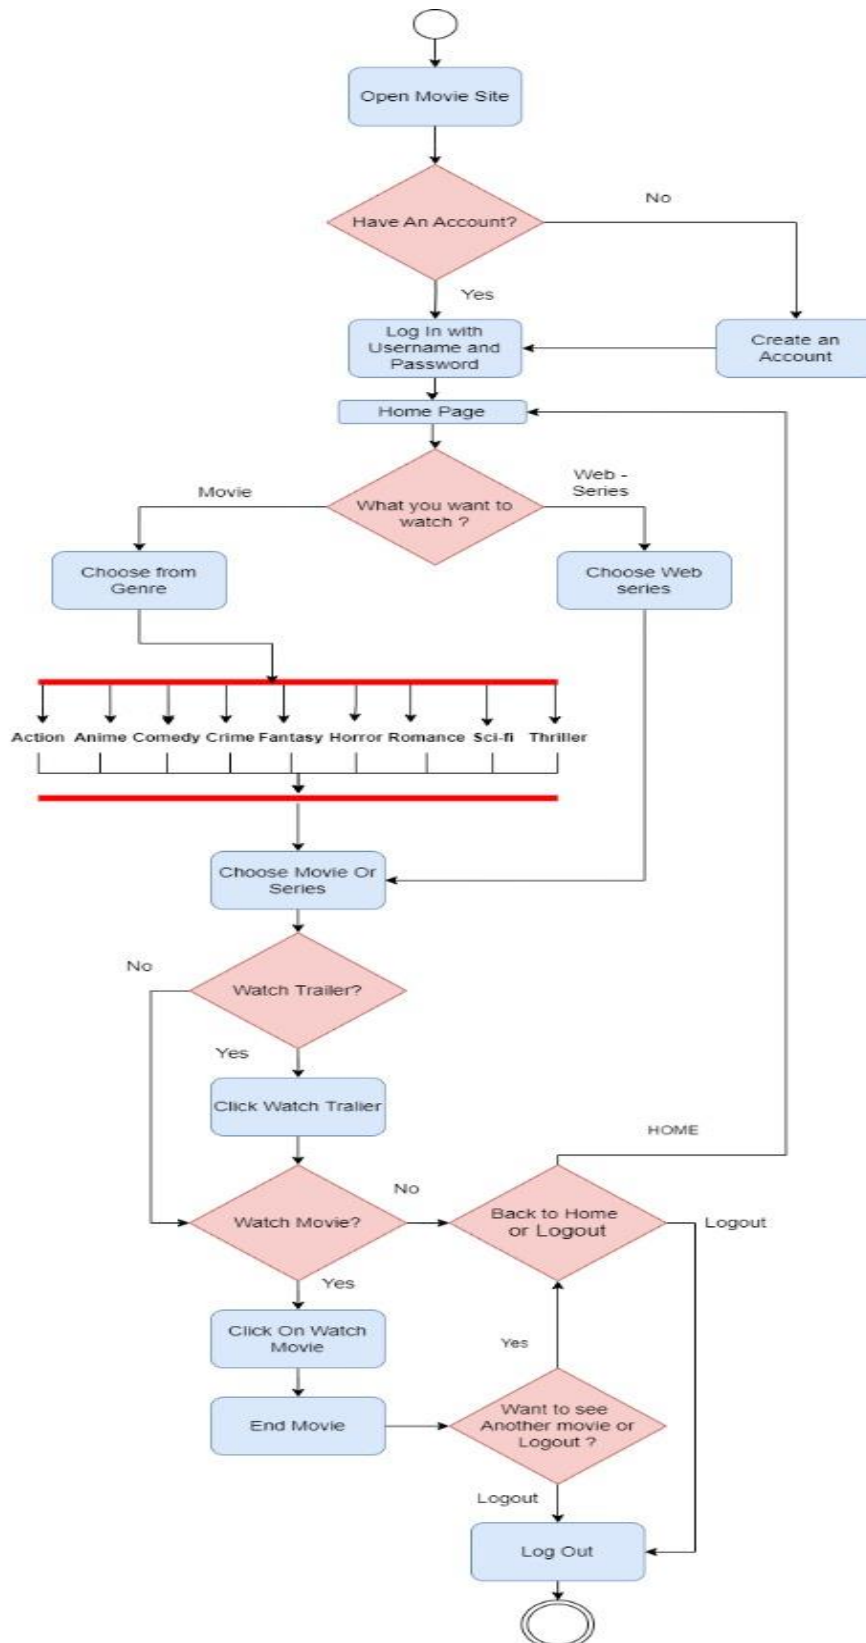 Open Movie Site
Have An Account?
No
Yes
Log In with
Username and
Password
Create an
Account
Home Page
What you want to
watch ?
Movie
Web -
Series
Choose from
Genre
Choose Web
series
Action Anime Comedy Crime Fantasy Horror Romance Sci-fi Thriller
Choose Movie Or
Series
No
Watch Trailer?
Yes
Click Watch Tralier
HOME
Watch Movie?
No
Back to Home
or Logout
Logout
Yes
Click On Watch
Movie
Yes
End Movie
Want to see
Another movie or
Logout ?
Logout
Log Out